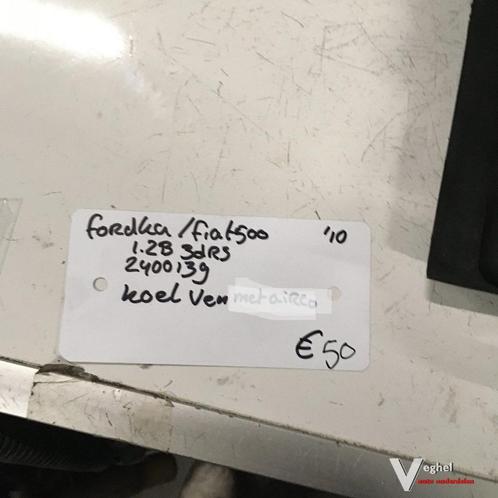 fordka/fiat500 '10
1.2B 3dRS
2400139
koel Ven met aiRco
€50
Veghel